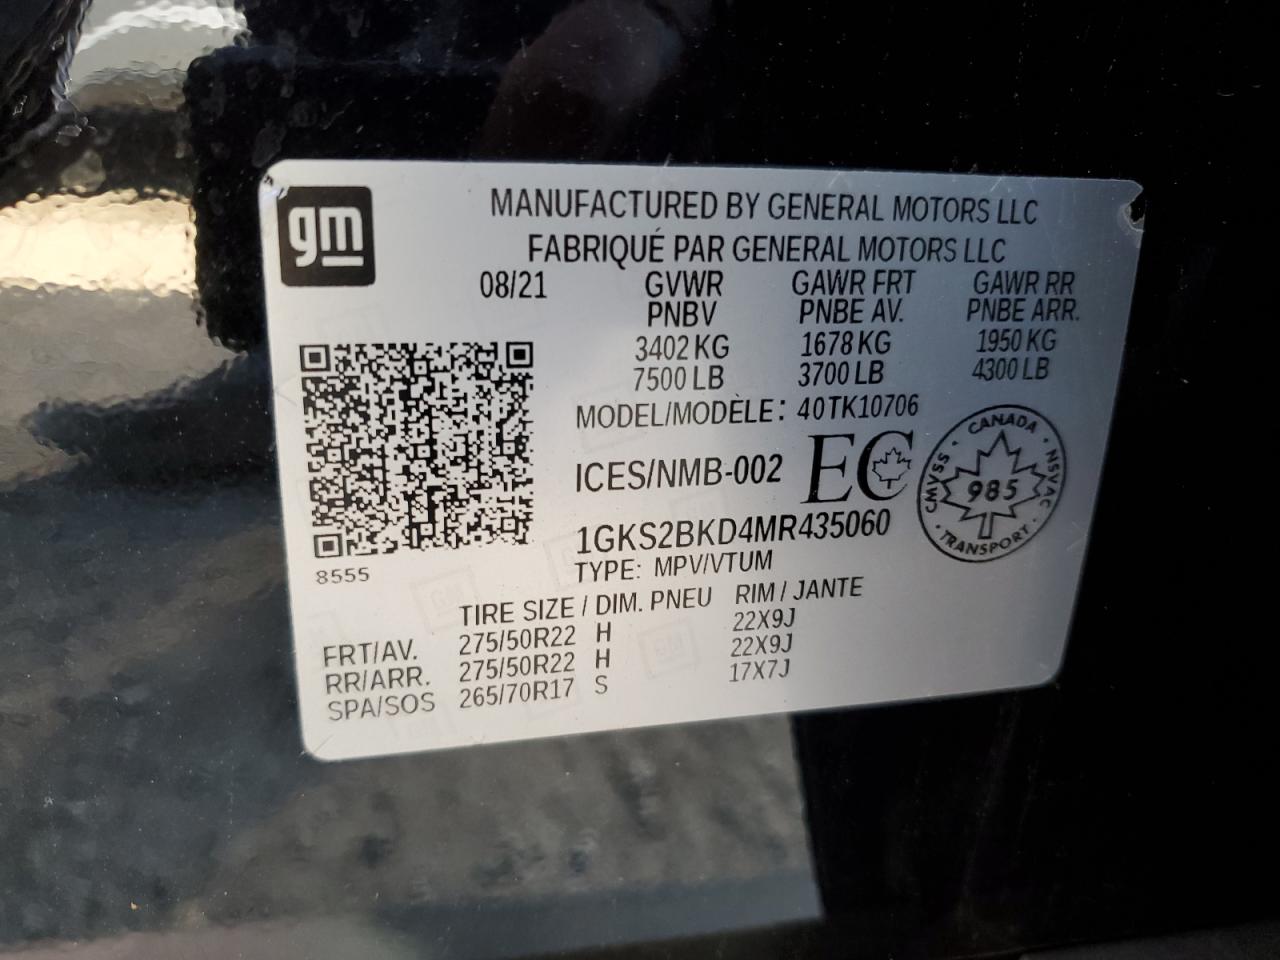 gm
MANUFACTURED BY GENERAL MOTORS LLC
FABRIQUÉ PAR GENERAL MOTORS LLC
08/21 GVWR GAWR FRT GAWR RR
PNBV PNBE AV. PNBE ARR.
3402 KG 1678 KG 1950 KG
7500 LB 3700 LB 4300 LB
MODEL/MODÈLE: 40TK10706
ICES/NMB-002 EC
CANADA
CMVSS NSVAC
985
TRANSPORT
1GKS2BKD4MR435060
TYPE: MPV/VTUM
8555
TIRE SIZE / DIM. PNEU RIM / JANTE
FRT/AV. 275/50R22 H 22X9J
RR/ARR. 275/50R22 H 22X9J
SPA/SOS 265/70R17 S 17X7J